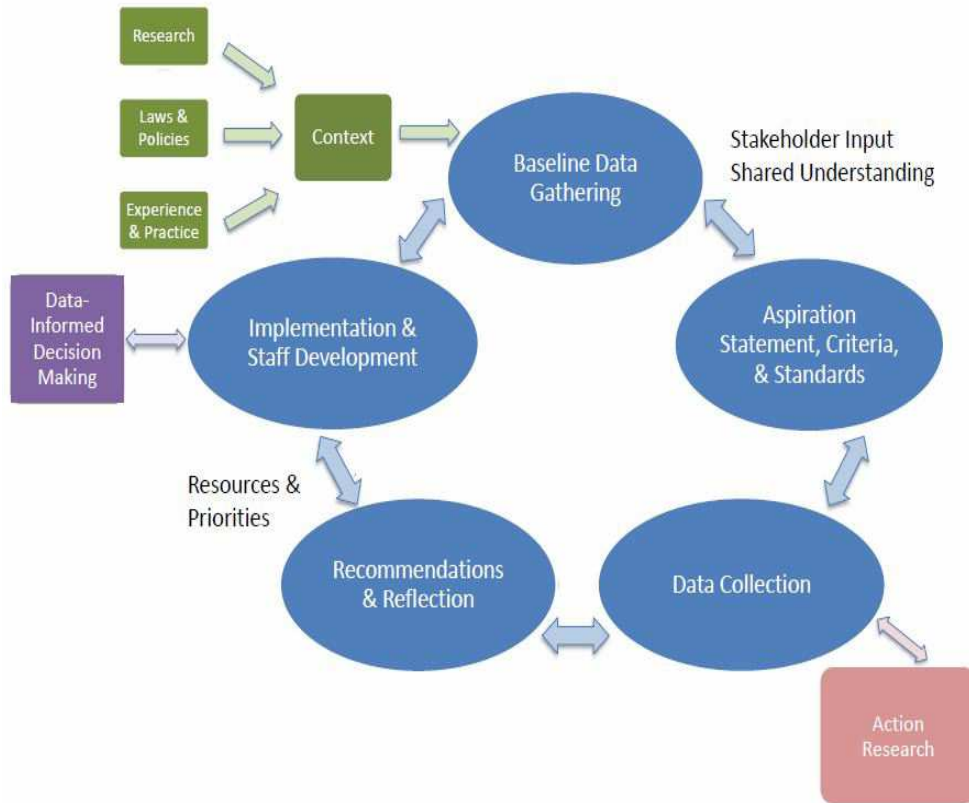 Research
Laws &
Policies
Experience
& Practice
Context
Baseline Data
Gathering
Stakeholder Input
Shared Understanding
Data-
Informed
Decision
Making
Implementation &
Staff Development
Aspiration
Statement, Criteria,
& Standards
Resources &
Priorities
Recommendations
& Reflection
Data Collection
Action
Research